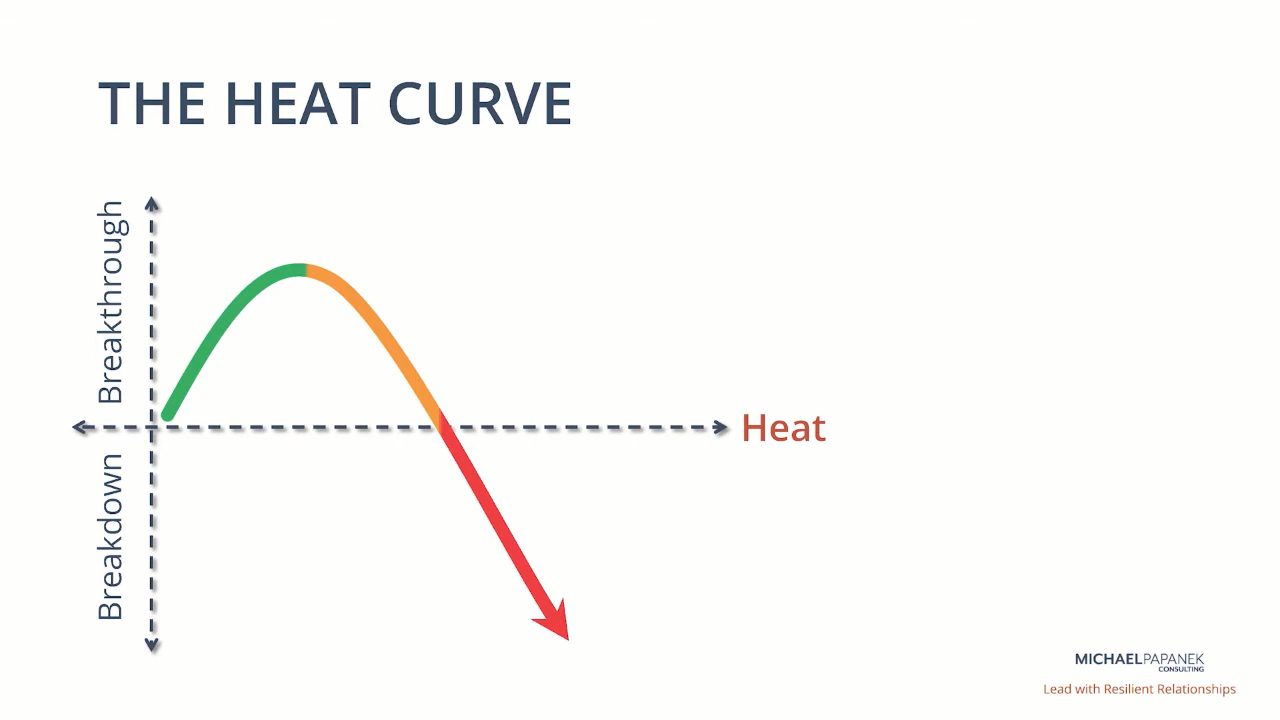 THE HEAT CURVE
Breakthrough
Heat
Breakdown
MICHAELPAPANEK
CONSULTING
Lead with Resilient Relationships